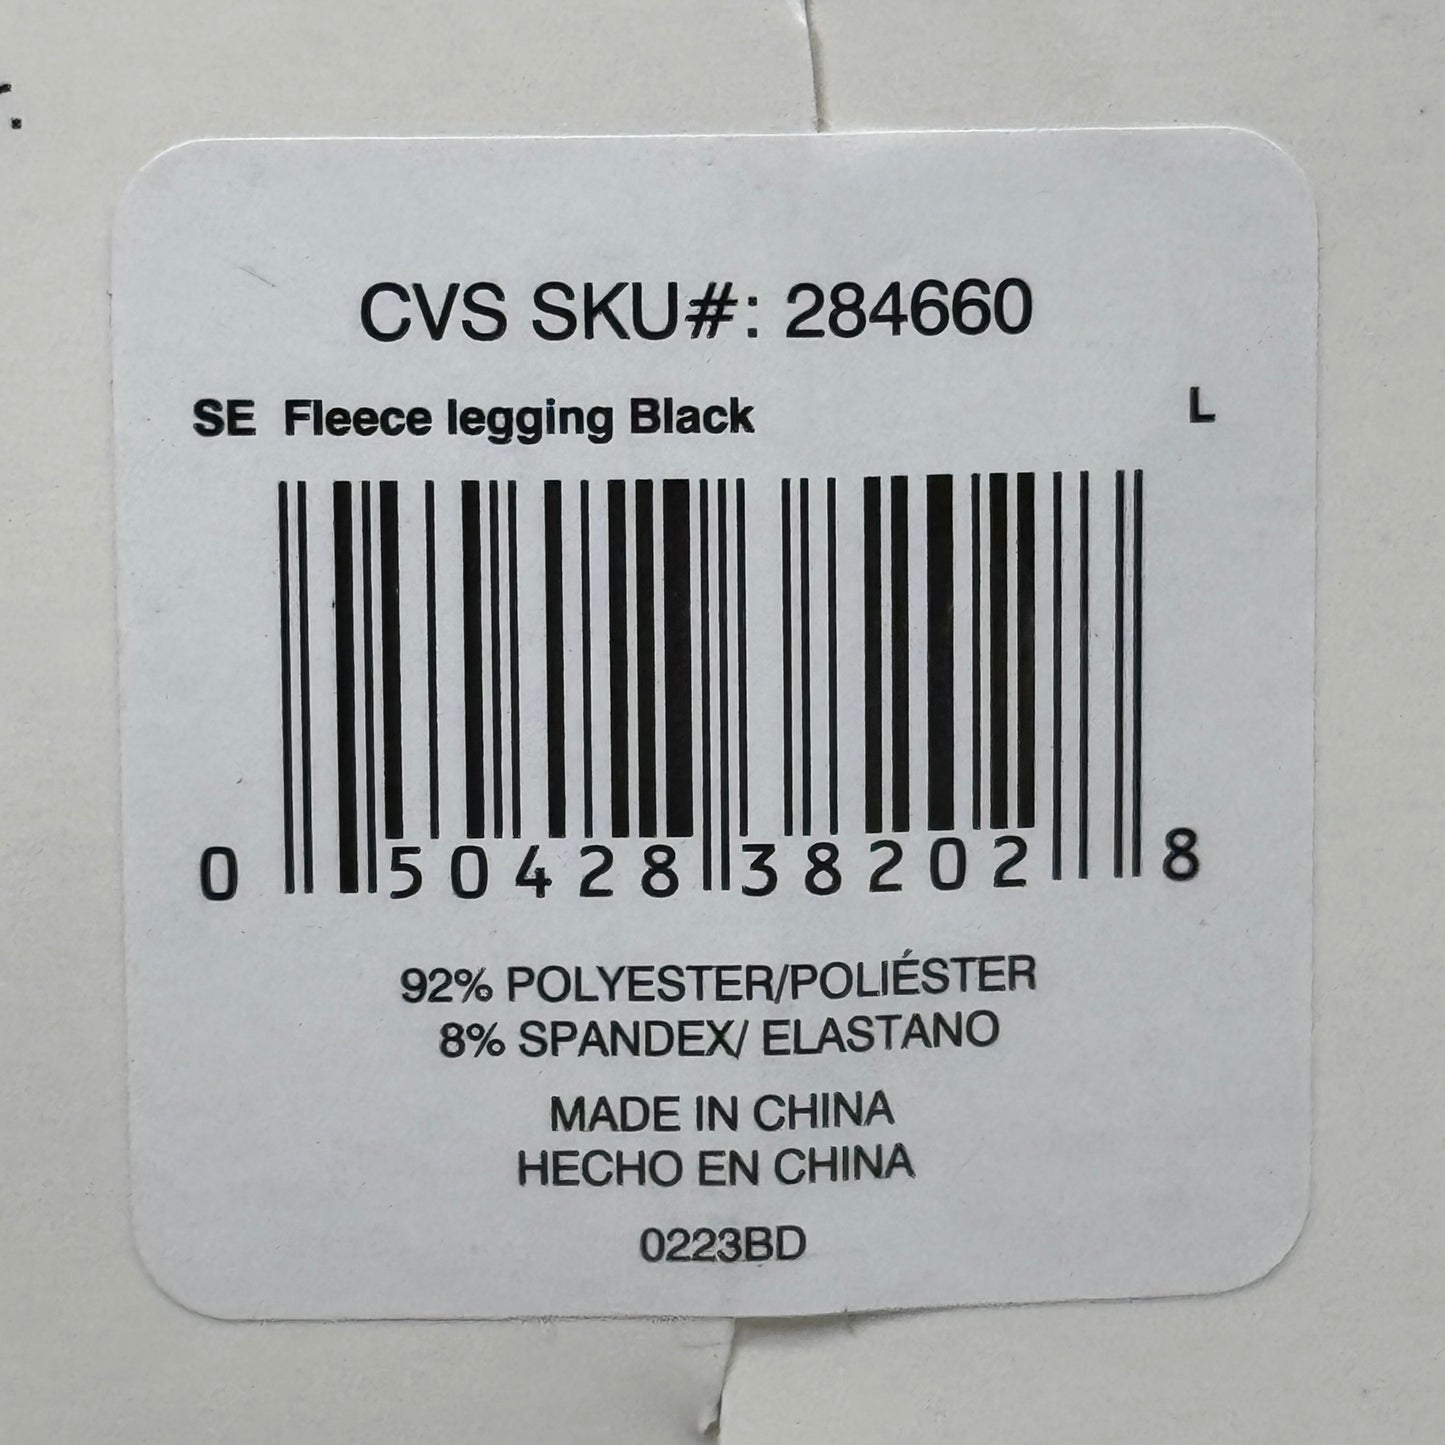 r.
CVS SKU#: 284660
SE Fleece legging Black L
0 50428 38202 8
92% POLYESTER/POLIÉSTER
8% SPANDEX/ ELASTANO
MADE IN CHINA
HECHO EN CHINA
0223BD